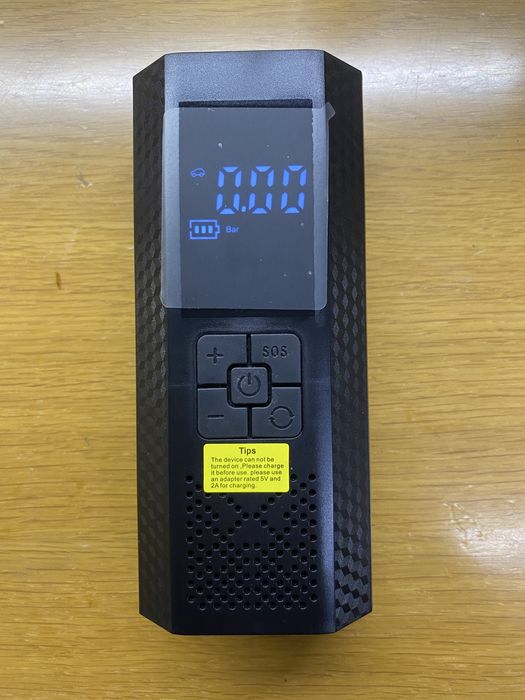 0.00
Bar
+ SOS
−
Tips
The device can not be
turned on ,Please charge
it before use, please use
an adapter rated 5V and
2A for charging.